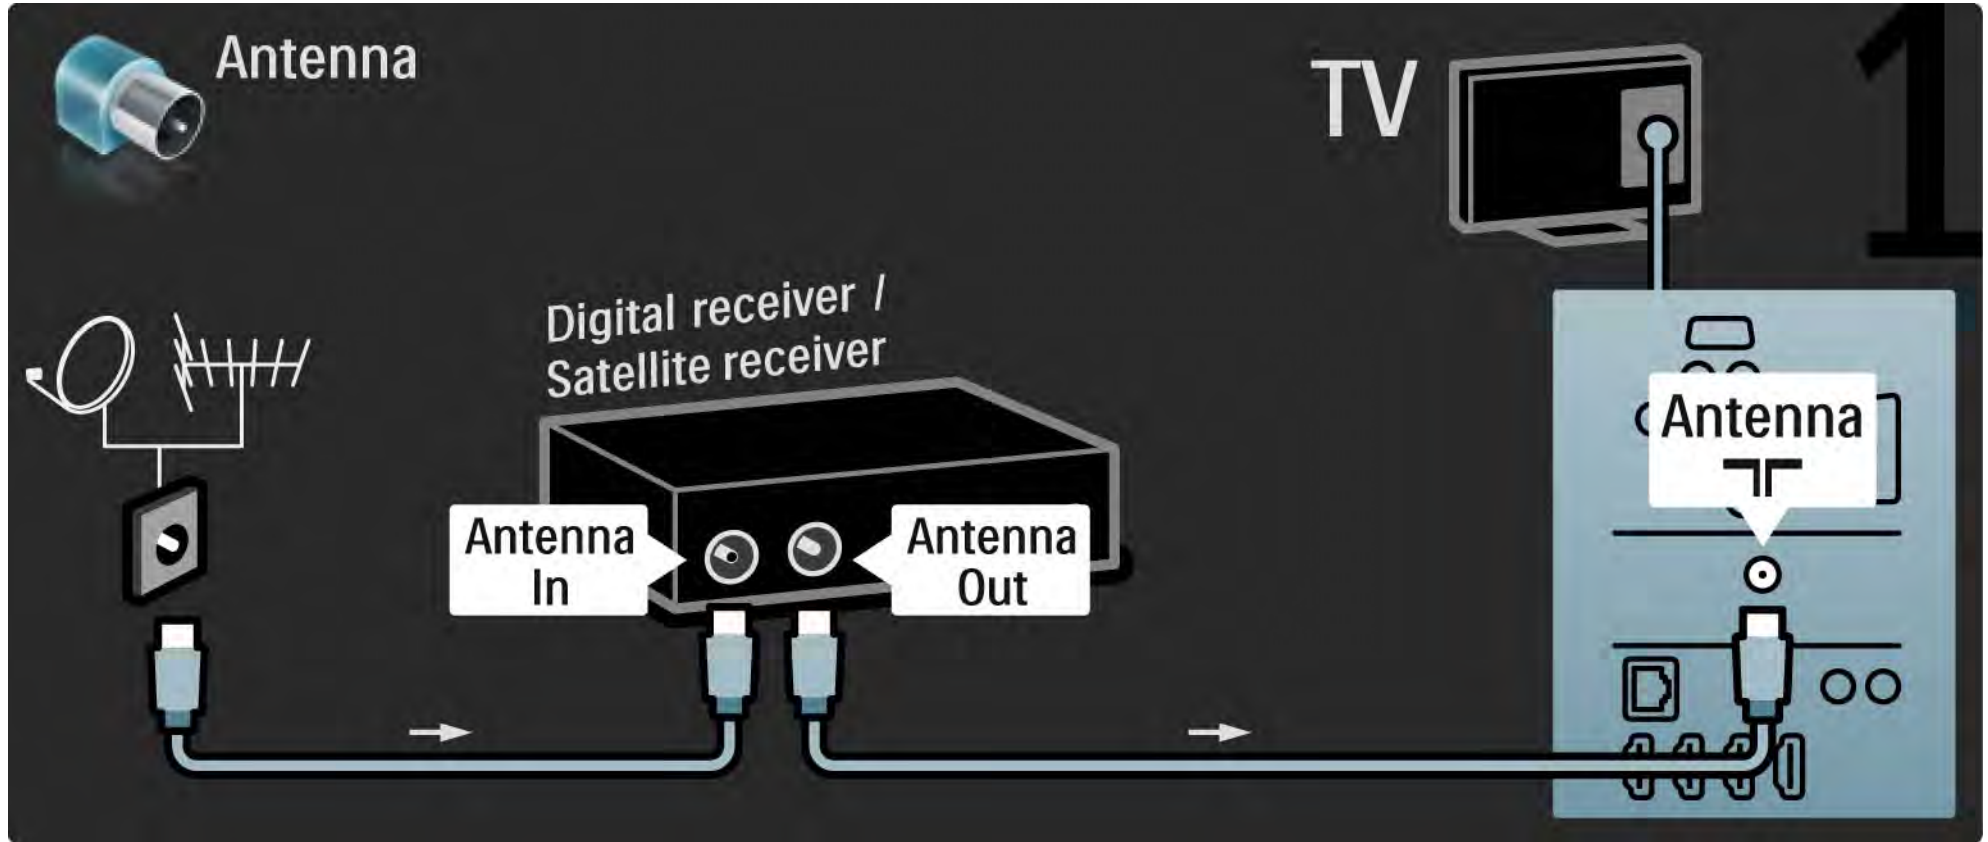 Antenna
TV
1
Digital receiver /
Satellite receiver
Antenna
In
Antenna
Out
Antenna